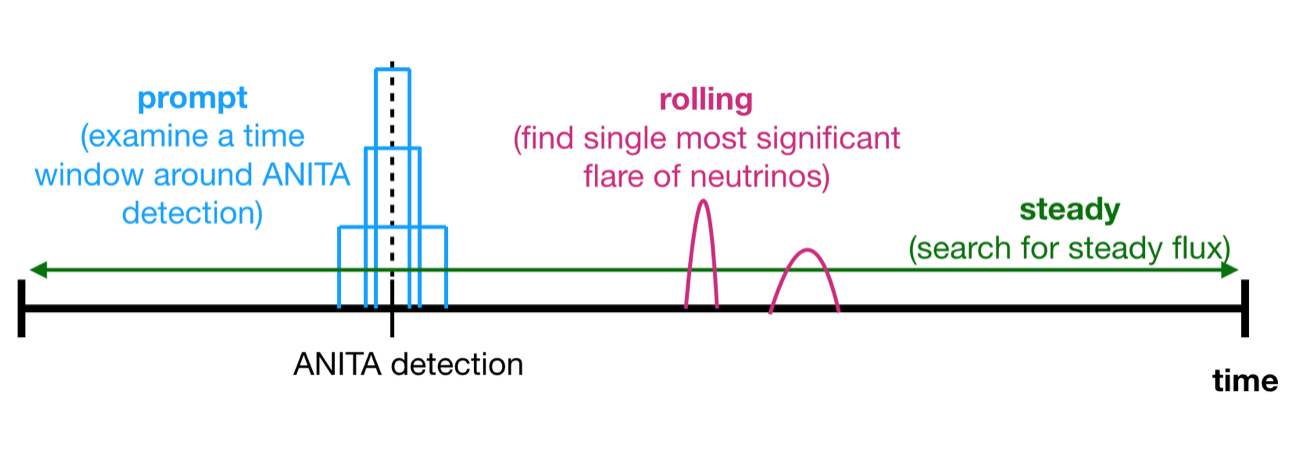 prompt
(examine a time
window around ANITA
detection)
rolling
(find single most significant
flare of neutrinos)
steady
(search for steady flux)
ANITA detection
time